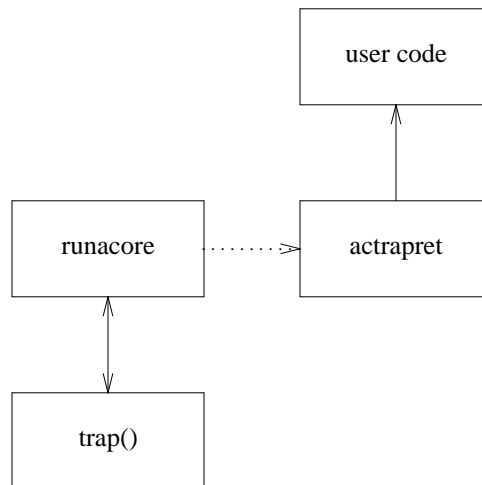 user code
runacore
actrapret
trap()